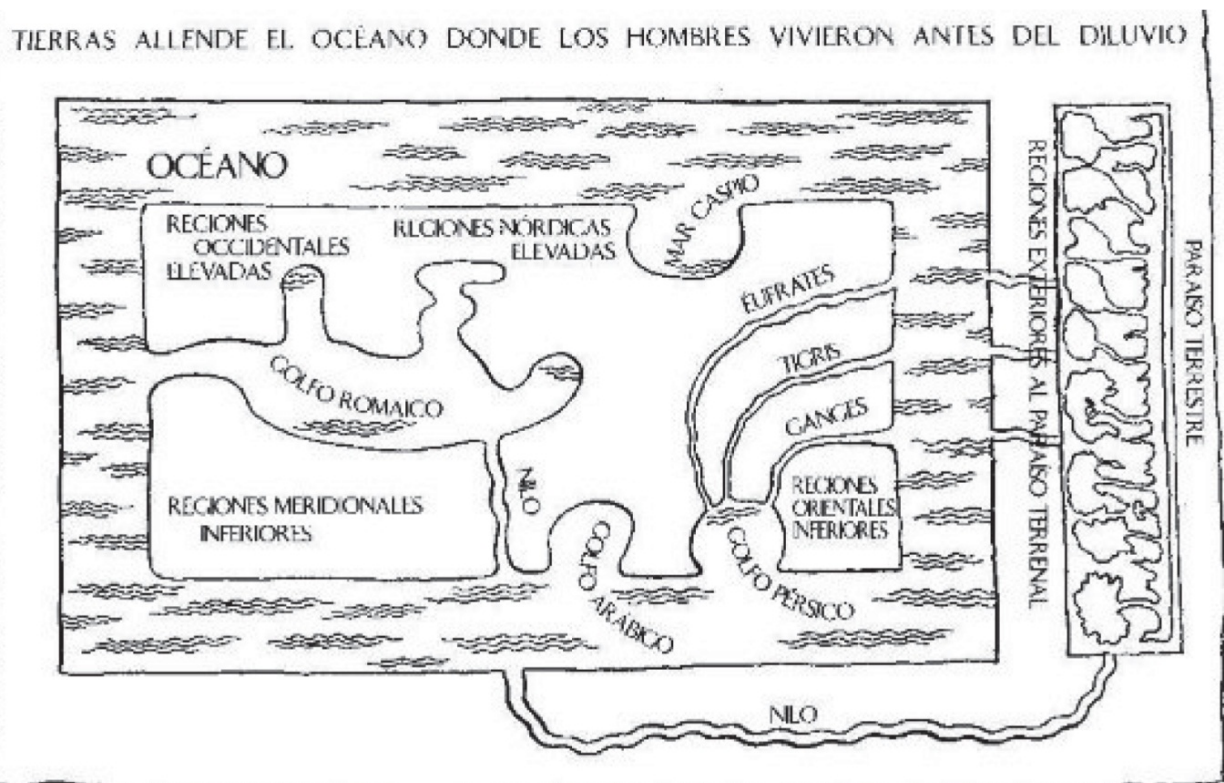 TIERRAS ALLENDE EL OCÉANO DONDE LOS HOMBRES VIVIERON ANTES DEL DILUVIO
OCÉANO
REGIONES
OCCIDENTALES
ELEVADAS
REGIONES NÓRDICAS
ELEVADAS
MAR CASPIO
ÉUFRATES
TIGRIS
GANGES
GOLFO ROMAICO
NILO
REGIONES MERIDIONALES
INFERIORES
GOLFO ARÁBICO
GOLFO PÉRSICO
REGIONES
ORIENTALES
INFERIORES
REGIONES EXTERIORES AL PARAÍSO TERRENAL
PARAÍSO TERRESTRE
NILO